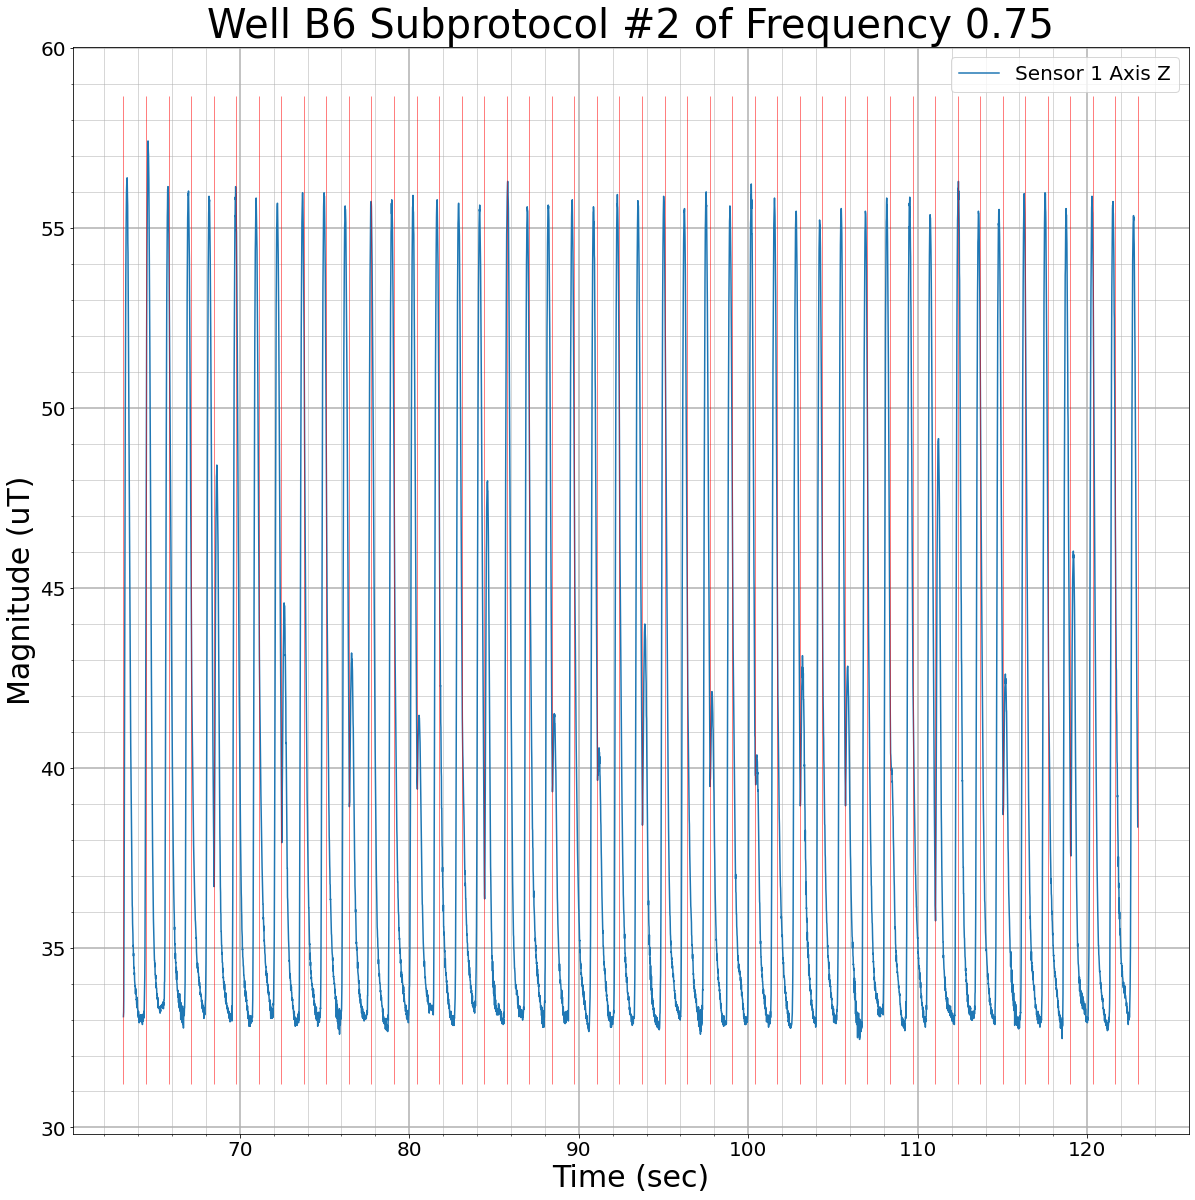 Well B6 Subprotocol #2 of Frequency 0.75
Sensor 1 Axis Z
60
55
50
45
40
35
30
Magnitude (uT)
70 80 90 100 110 120
Time (sec)